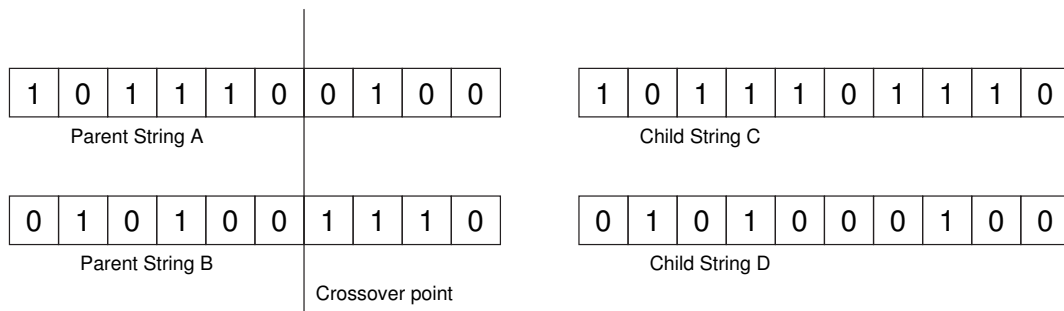 1 0 1 1 1 0 0 1 0 0
Parent String A
1 0 1 1 1 0 1 1 1 0
Child String C
0 1 0 1 0 0 1 1 1 0
Parent String B
0 1 0 1 0 0 0 1 0 0
Child String D
Crossover point